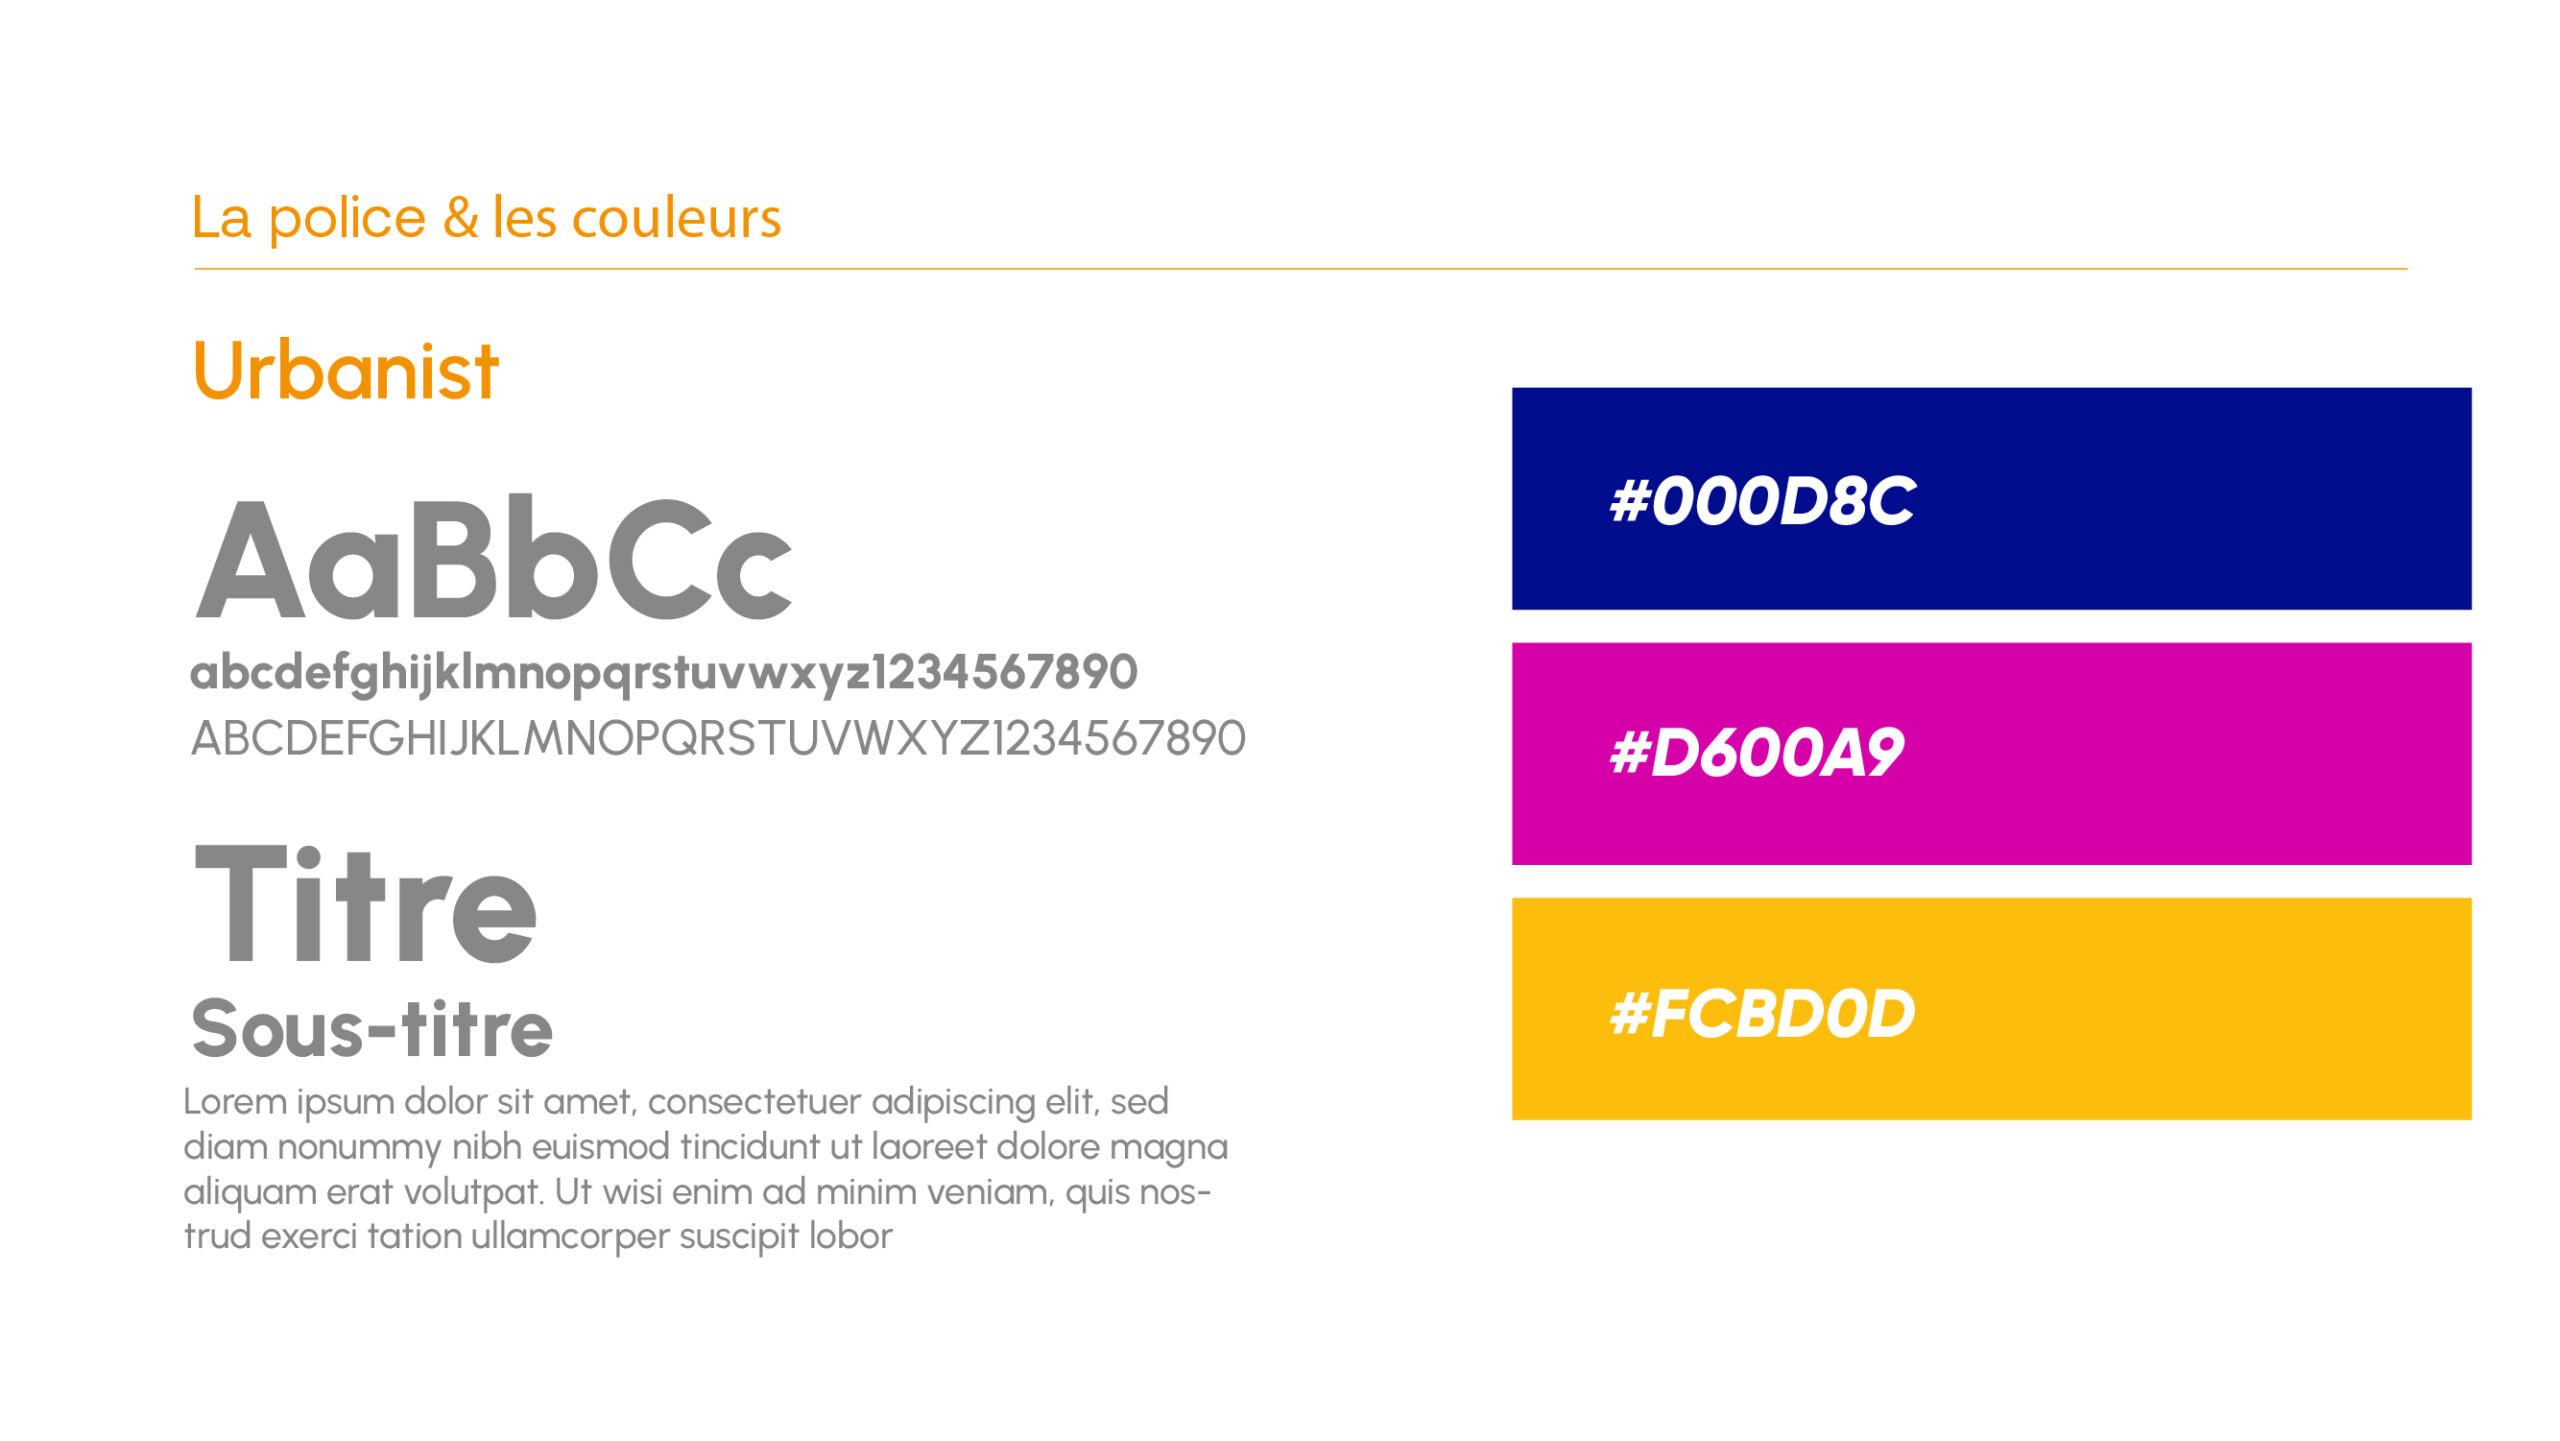 La police & les couleurs
Urbanist
AaBbCc
abcdefghijklmnopqrstuvwxyz1234567890
ABCDEFGHIJKLMNOPQRSTUVWXYZ1234567890
Titre
Sous-titre
Lorem ipsum dolor sit amet, consectetuer adipiscing elit, sed
diam nonummy nibh euismod tincidunt ut laoreet dolore magna
aliquam erat volutpat. Ut wisi enim ad minim veniam, quis nos-
trud exerci tation ullamcorper suscipit lobor
#000D8C
#D600A9
#FCBD0D